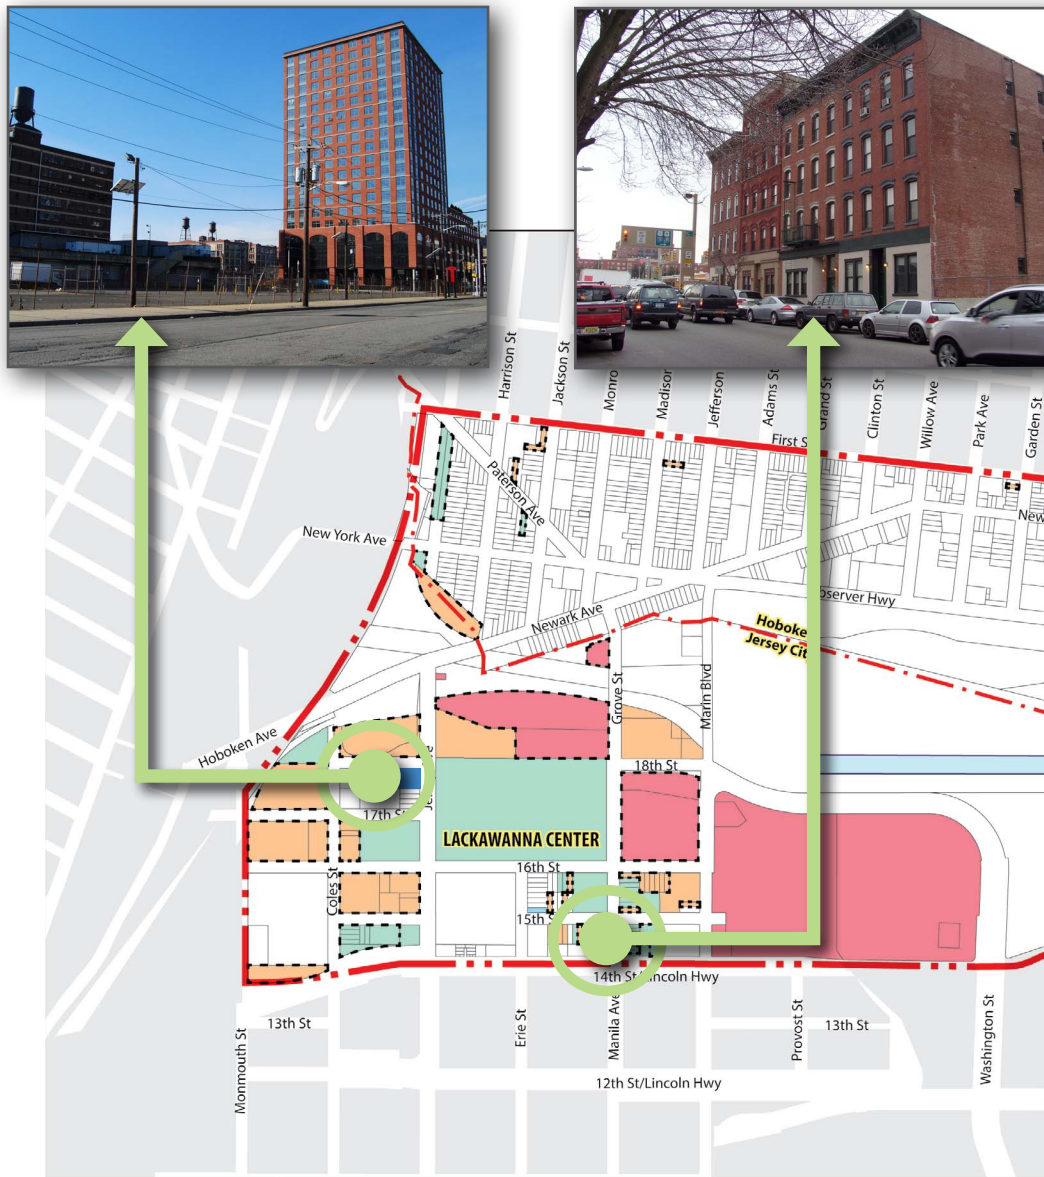 Harrison St
Jackson St
Monro
Madison
Jefferson
Adams St
Grand St
Clinton St
Willow Ave
Park Ave
Garden St
First S
Paterson Ave
New York Ave
New
Observer Hwy
Newark Ave
Hoboke
Jersey Cit
Grove St
Marin Blvd
Hoboken Ave
18th St
17th St
LACKAWANNA CENTER
16th St
Coles St
15th St
14th St/Lincoln Hwy
13th St
Erie St
Manila Ave
Provost St
13th St
Monmouth St
12th St/Lincoln Hwy
Washington St